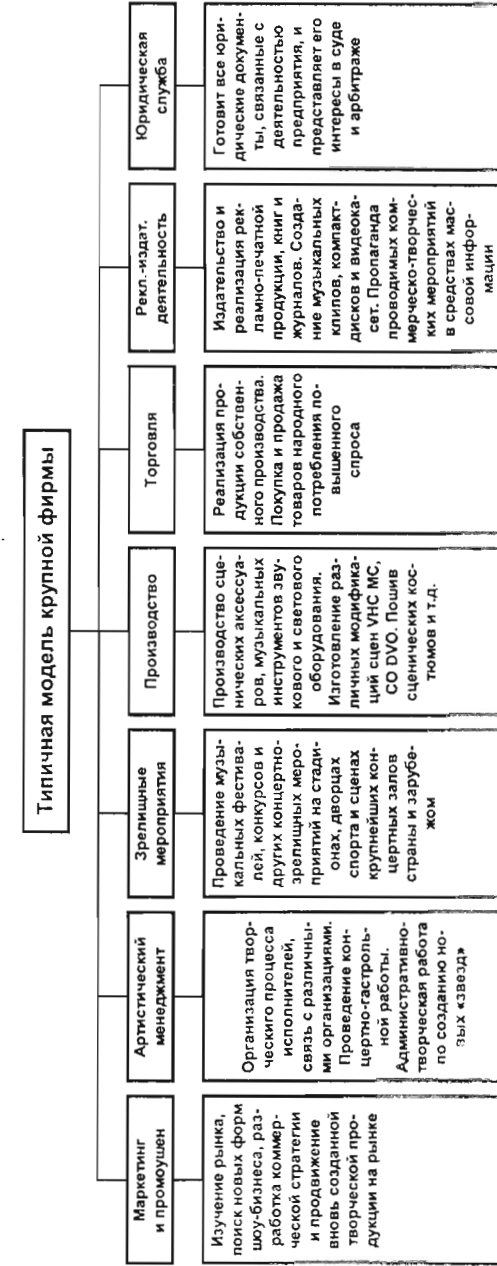 Типичная модель крупной фирмы
Маркетинг
и промоушен
Изучение рынка,
поиск новых форм
шоу-бизнеса, раз-
работка коммер-
ческой стратегии
и продвижение
вновь созданной
творческой про-
дукции на рынке
Артистический
менеджмент
Организация твор-
ческиго процесса
исполнителей,
связь с различны-
ми организациями.
Проведение кон-
цертно-гастроль-
ной работы.
Административно-
творческая работа
по созданию но-
вых «звезд»
Зрелищные
мероприятия
Проведение музы-
кальных фестива-
лей, конкурсов и
других концертно-
зрелищных меро-
приятий на стади-
онах, дворцах
спорта и сценах
крупнейших кон-
цертных залов
страны и зарубе-
жом
Производство
Производство сце-
нических аксессуа-
ров, музыкальных
инструментов зву-
кового и светового
оборудования.
Изготовление раз-
личных модифика-
ций сцен VHC MC,
CO DVO. Пошив
сценических кос-
тюмов и т.д.
Торговля
Реализация про-
дукции собствен-
ного производства.
Покупка и продажа
товаров народного
потребления по-
вышенного
спроса
Рекл.-издат.
деятельность
Издательство и
реализация рек-
ламно-печатной
продукции, книг и
журналов. Созда-
ние музыкальных
клипов, компакт-
дисков и видеока-
сет. Пропаганда
проводимых ком-
мерческо-творчес-
ких мероприятий
в средствах мас-
совой инфор-
мации
Юридическая
служба
Готовит все юри-
дические докумен-
ты, связанные с
деятельностью
предприятия, и
представляет его
интересы в суде
и арбитраже